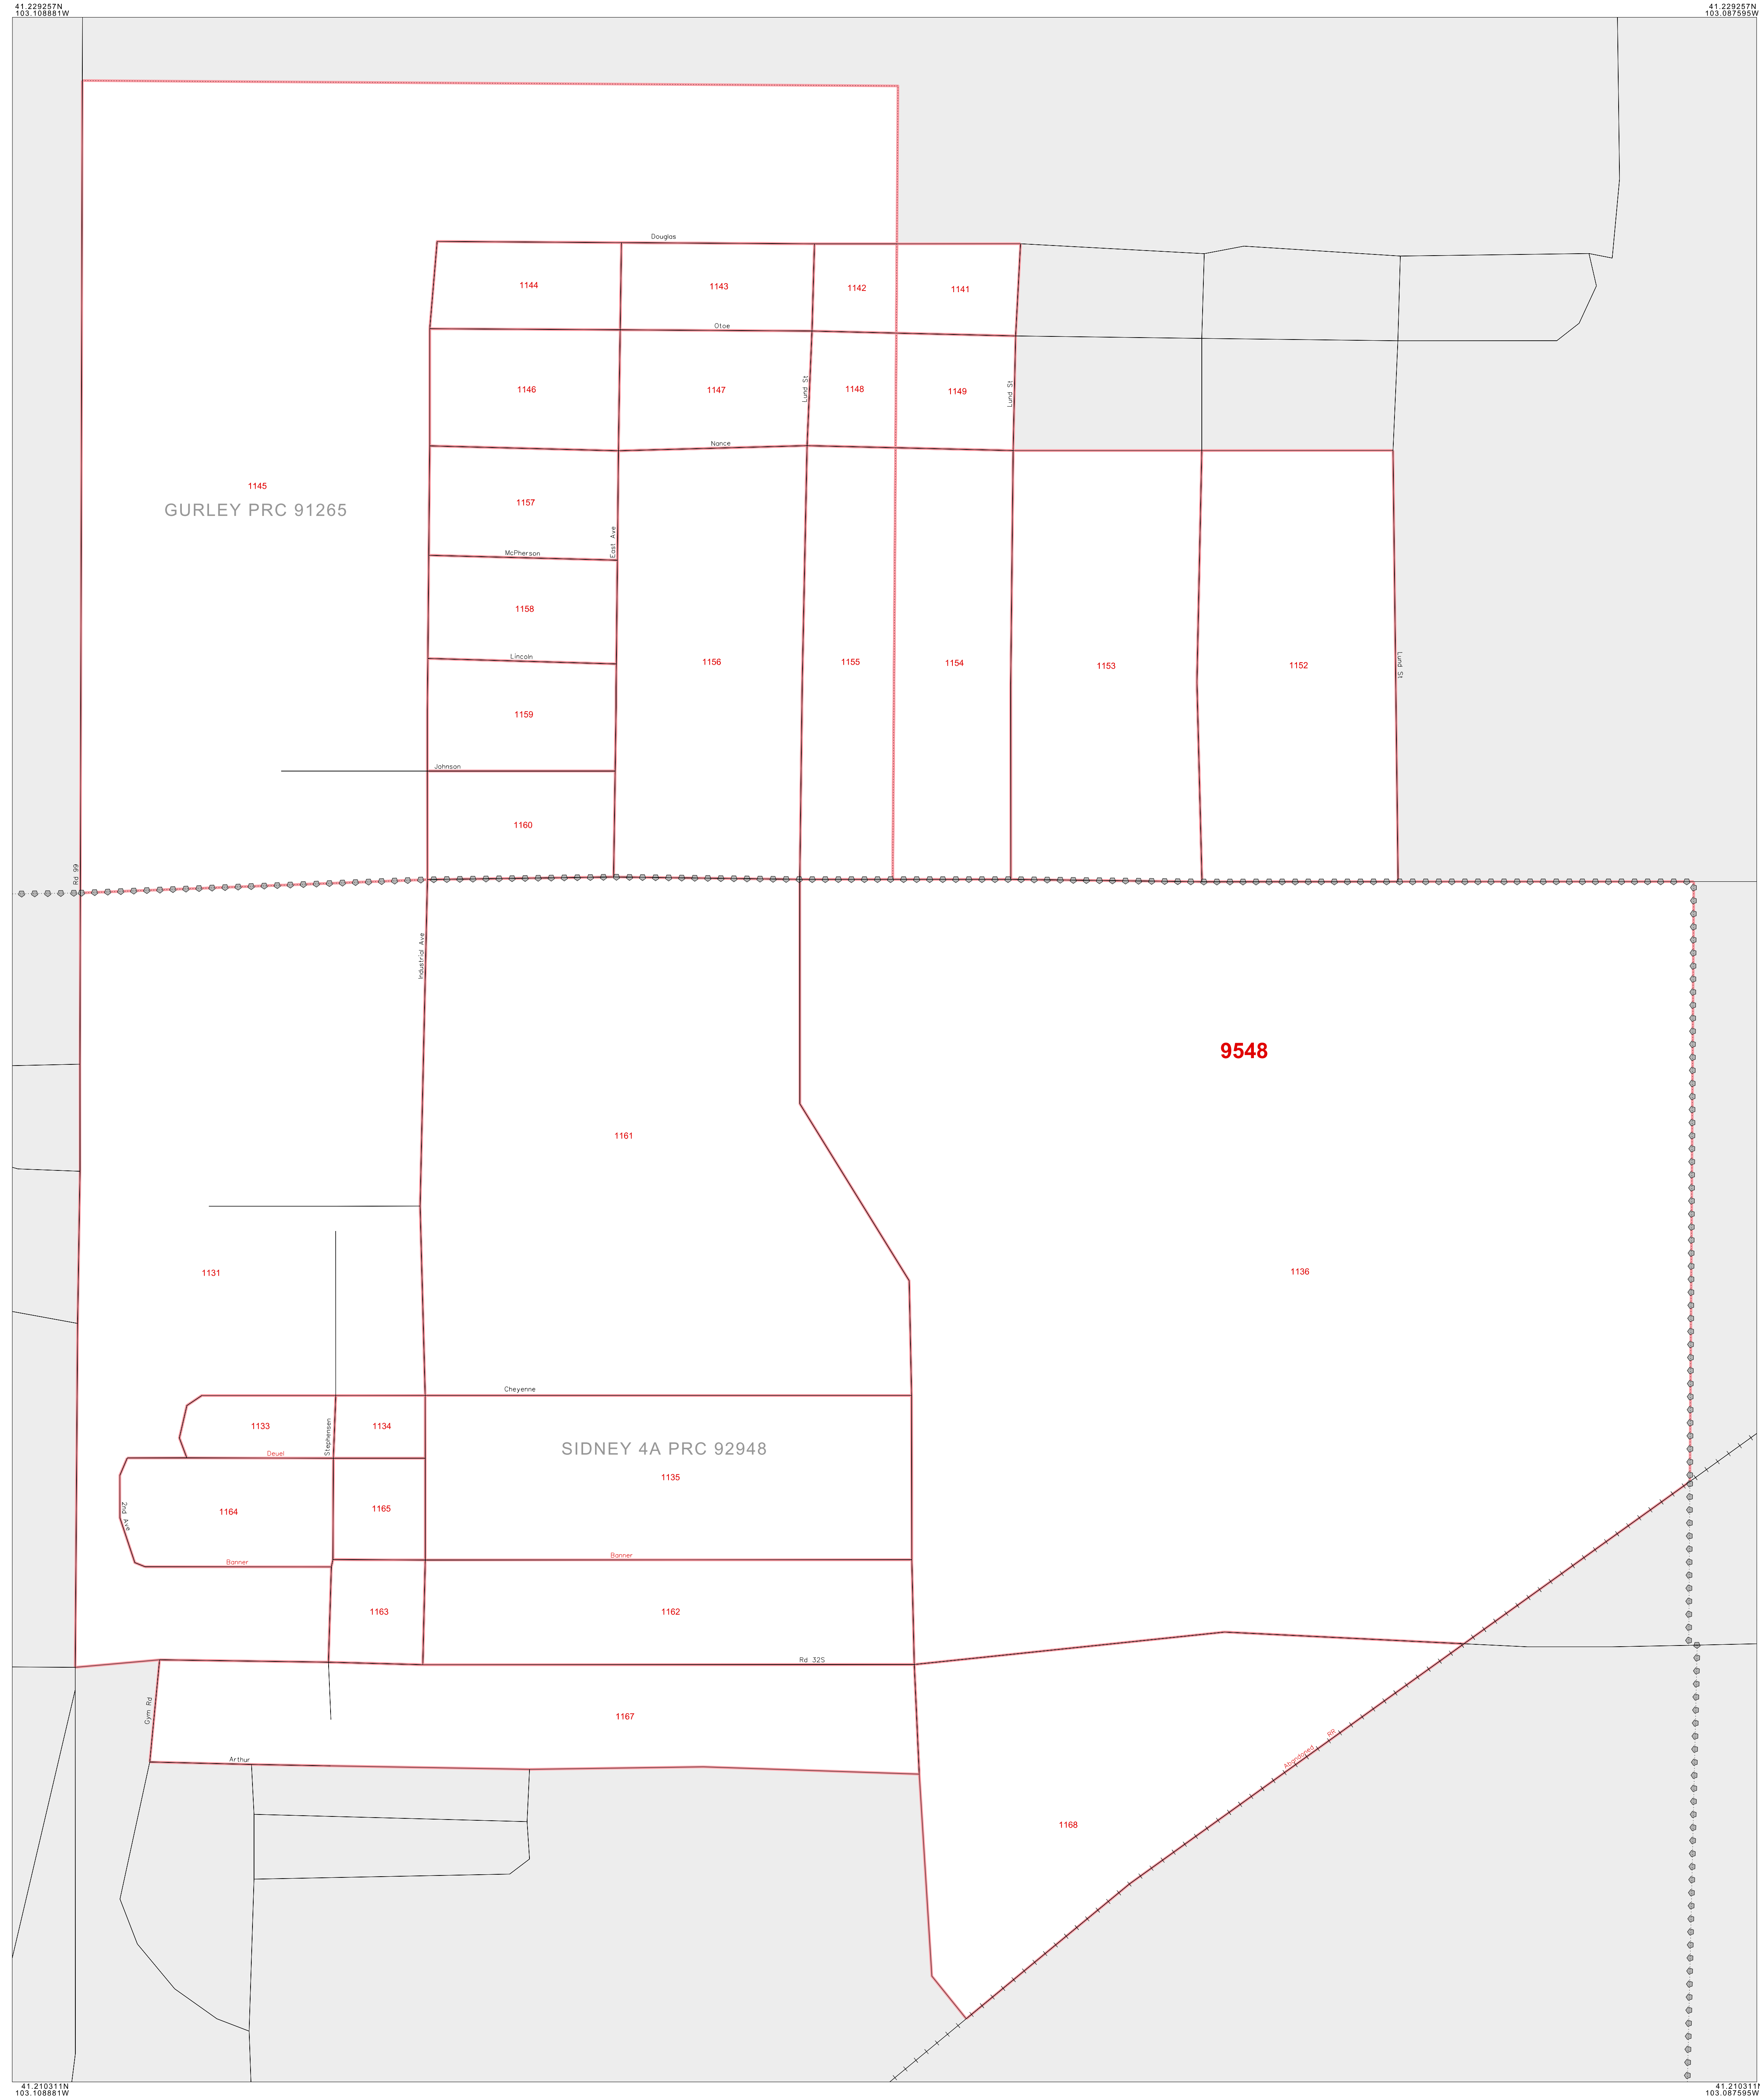 41.229257N
103.108881W
41.229257N
103.087595W
Douglas
1144
1143
1142
1141
Otoe
1146
1147
Lund St
1148
1149
Lund St
Nance
1145
GURLEY PRC 91265
1157
East Ave
McPherson
1158
Lincoln
1156
1155
1154
1153
1152
Lund St
1159
Johnson
1160
Rd 99
Industrial Ave
9548
1161
1131
1136
Cheyenne
1133
Stephensen
1134
SIDNEY 4A PRC 92948
Deuel
1135
2nd Ave
1164
1165
Banner
Banner
1163
1162
Rd 32S
Gym Rd
1167
Arthur
Abandoned RR
1168
41.210311N
103.108881W
41.210311N
103.087595W